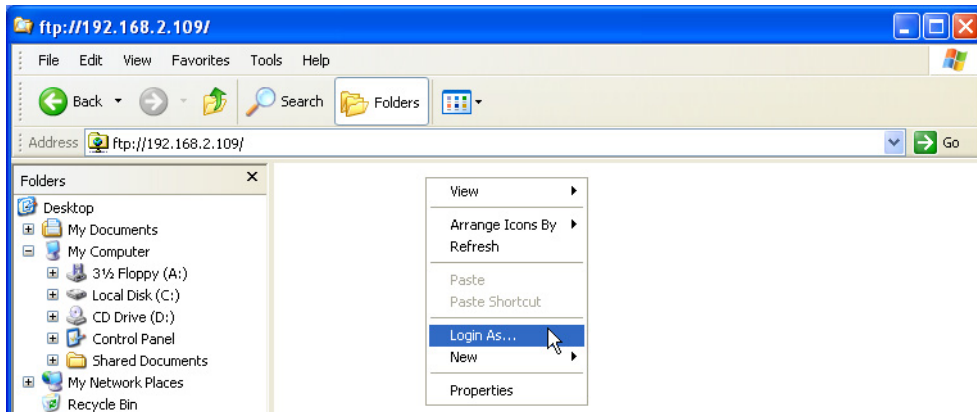 ftp://192.168.2.109/
File Edit View Favorites Tools Help
Back Search Folders
Address ftp://192.168.2.109/ Go
Folders
Desktop
My Documents
My Computer
3½ Floppy (A:)
Local Disk (C:)
CD Drive (D:)
Control Panel
Shared Documents
My Network Places
Recycle Bin
View
Arrange Icons By
Refresh
Paste
Paste Shortcut
Login As...
New
Properties